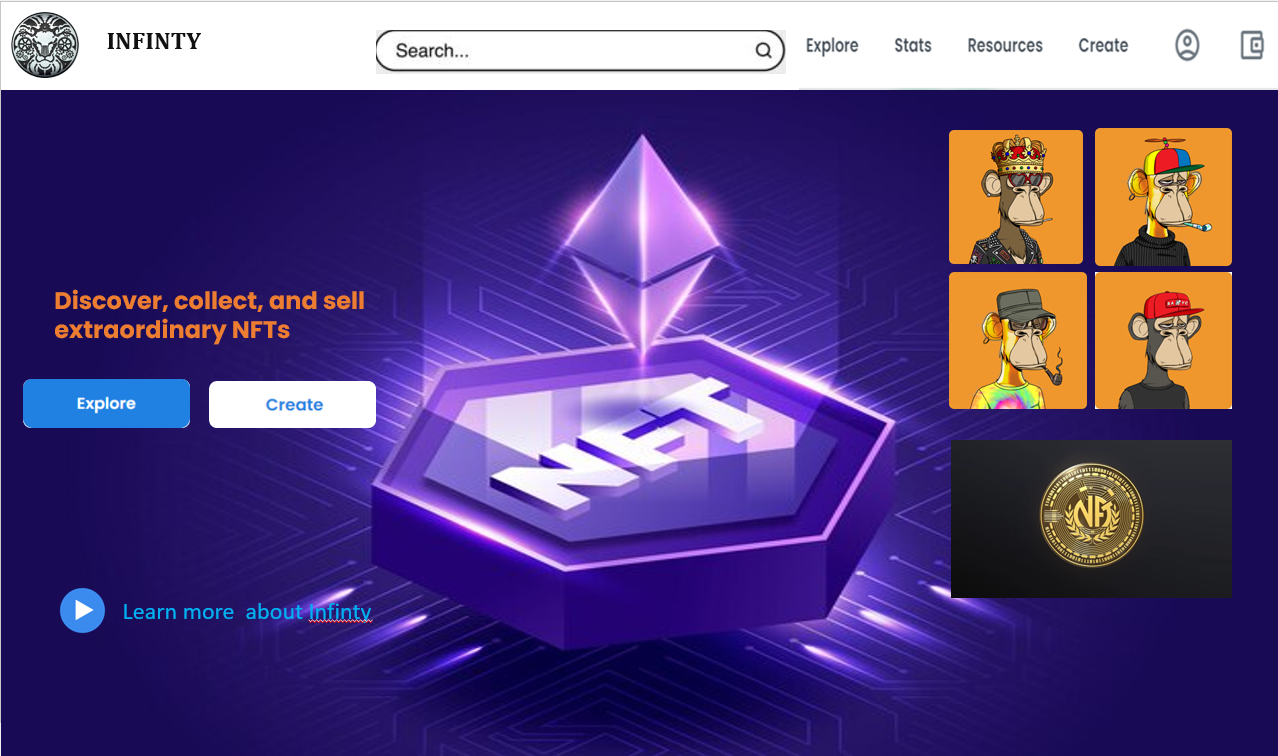 INFINTY
Search...
Explore
Stats
Resources
Create
Discover, collect, and sell
extraordinary NFTs
Explore
Create
NFT
NFT
Learn more  about Infinty